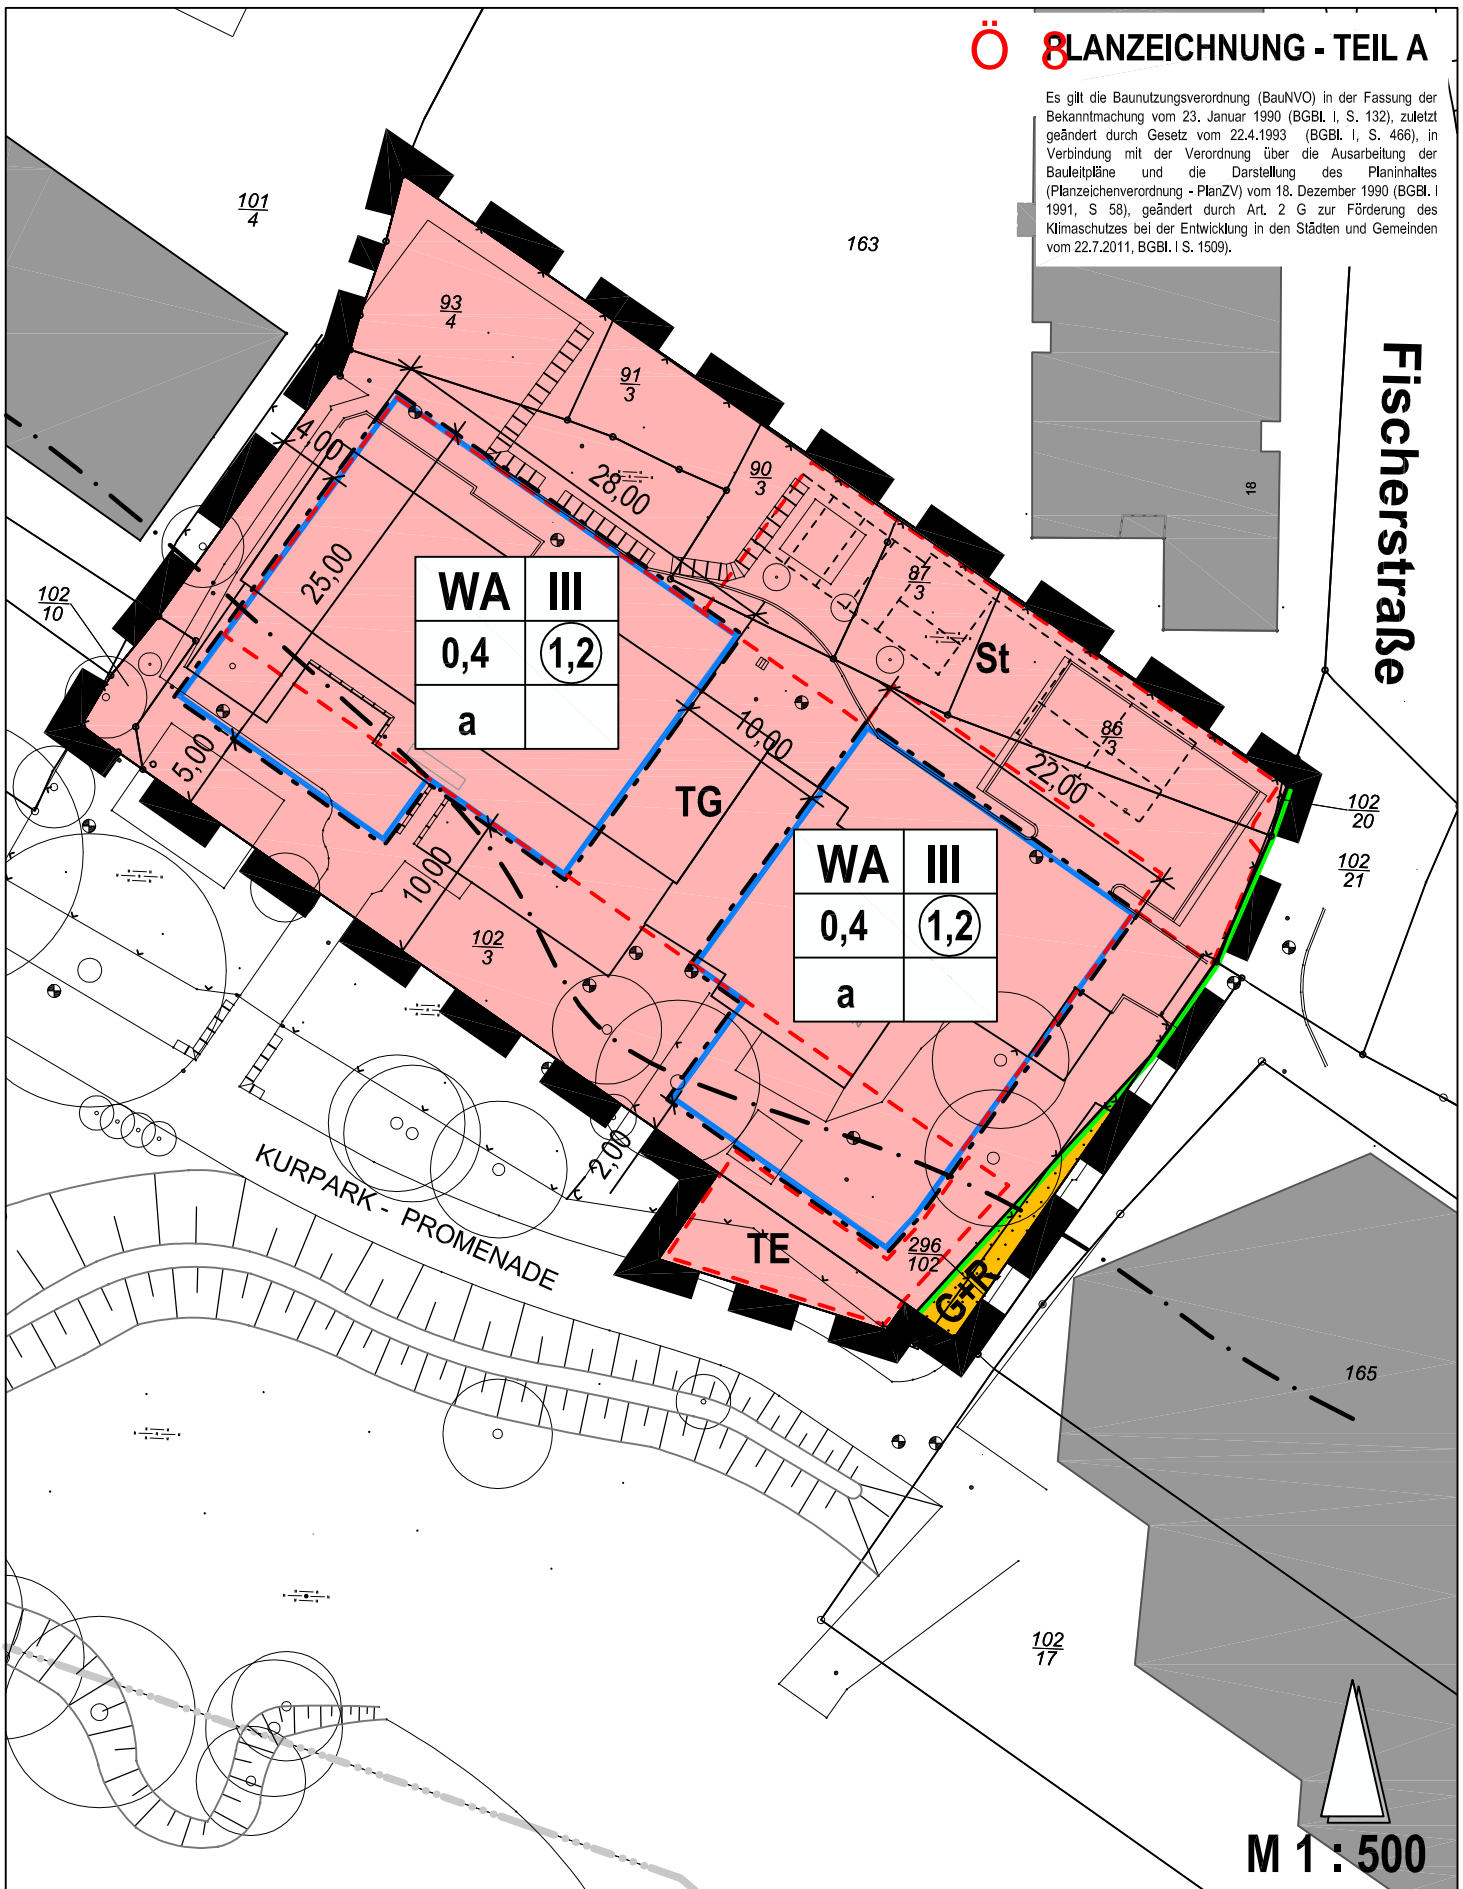 Ö 8
PLANZEICHNUNG - TEIL A
Es gilt die Baunutzungsverordnung (BauNVO) in der Fassung der
Bekanntmachung vom 23. Januar 1990 (BGBl. I, S. 132), zuletzt
geändert durch Gesetz vom 22.4.1993 (BGBl. I, S. 466), in
Verbindung mit der Verordnung über die Ausarbeitung der
Bauleitpläne und die Darstellung des Planinhaltes
(Planzeichenverordnung - PlanZV) vom 18. Dezember 1990 (BGBl. I
1991, S 58), geändert durch Art. 2 G zur Förderung des
Klimaschutzes bei der Entwicklung in den Städten und Gemeinden
vom 22.7.2011, BGBl. I S. 1509).
101
4
163
93
4
91
3
90
3
87
3
86
3
18
Fischerstraße
4,00
28,00
25,00
102
10
WA III
0,4 1,2
a
St
5,00
10,00
TG
22,00
10,00
102
20
102
21
WA III
0,4 1,2
a
102
3
2,00
KURPARK - PROMENADE
TE
296
102
G+R
165
102
17
M 1 : 500